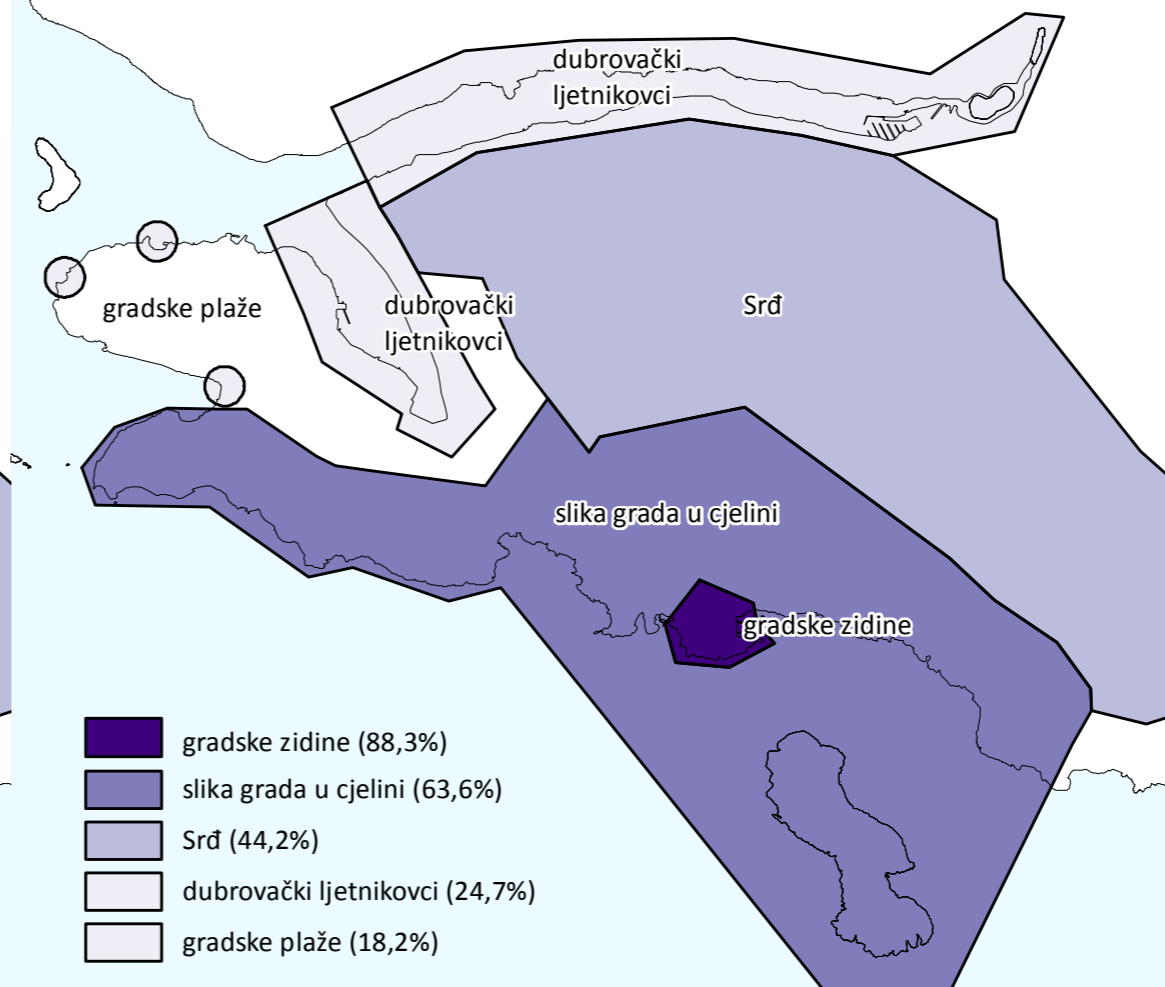 dubrovački
ljetnikovci
gradske plaže
dubrovački
ljetnikovci
Srđ
slika grada u cjelini
gradske zidine
gradske zidine (88,3%)
slika grada u cjelini (63,6%)
Srđ (44,2%)
dubrovački ljetnikovci (24,7%)
gradske plaže (18,2%)